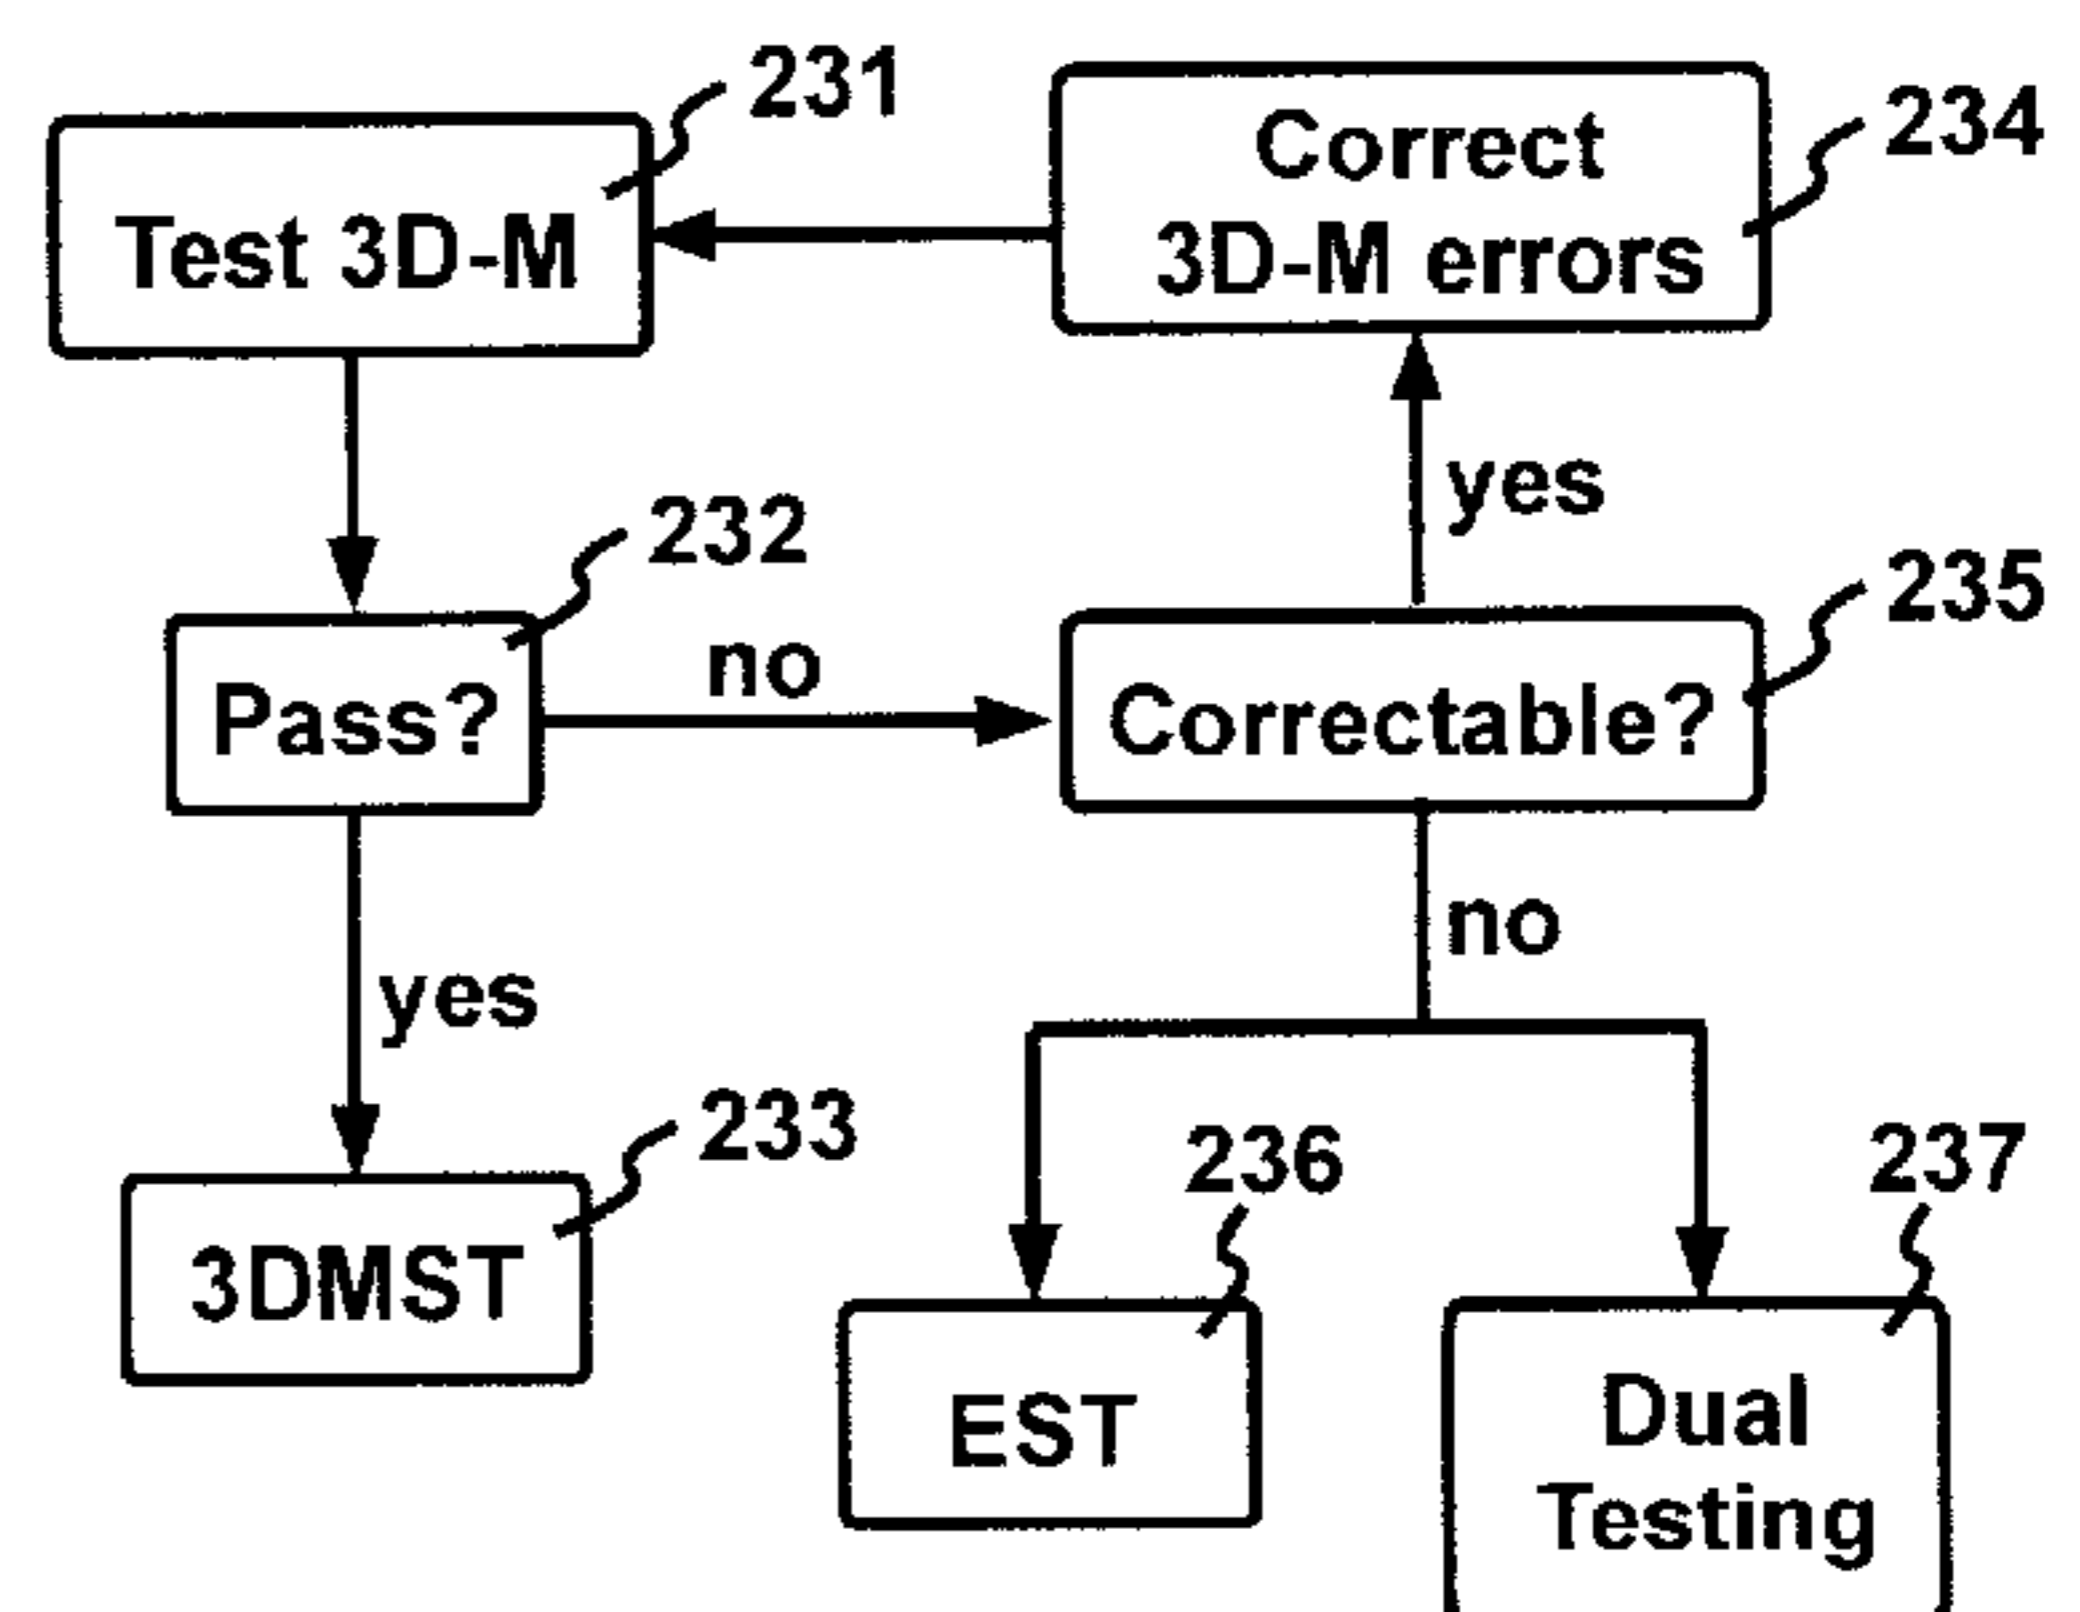 231
Test 3D-M
Correct
3D-M errors
234
yes
232
Pass?
no
Correctable?
235
yes
no
233
3DMST
236
EST
237
Dual
Testing